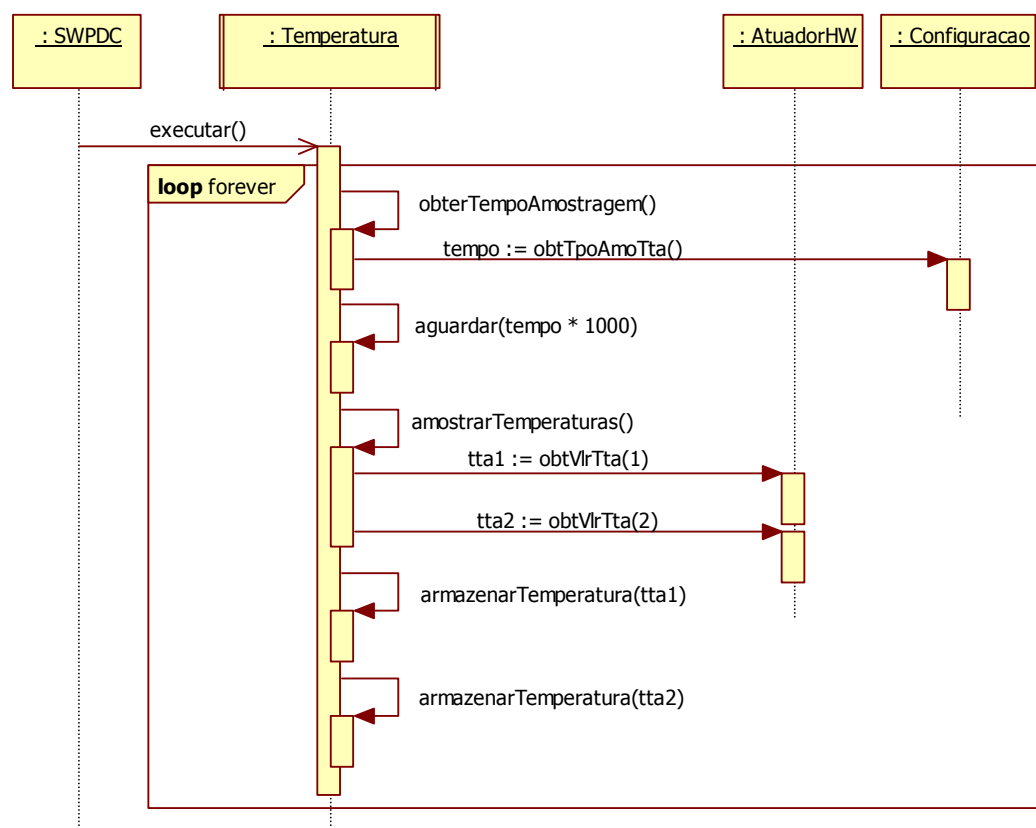 : SWPDC
: Temperatura
: AtuadorHW
: Configuracao
executar()
loop forever
obterTempoAmostragem()
tempo := obtTpoAmoTta()
aguardar(tempo * 1000)
amostrarTemperaturas()
tta1 := obtVlrTta(1)
tta2 := obtVlrTta(2)
armazenarTemperatura(tta1)
armazenarTemperatura(tta2)